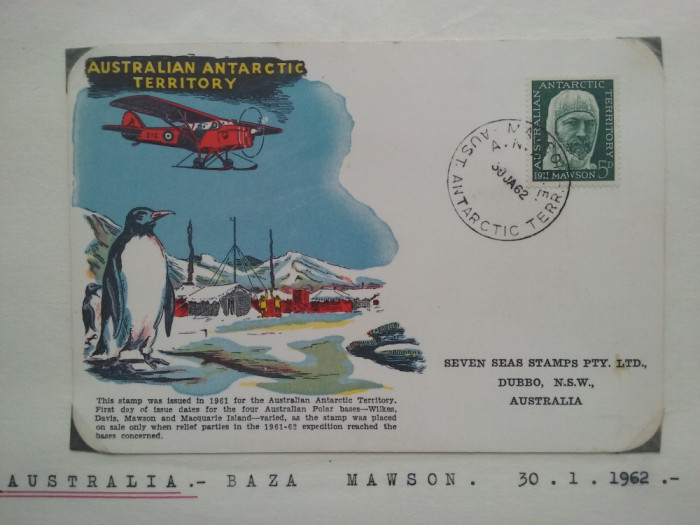 AUSTRALIAN ANTARCTIC
TERRITORY
AUSTRALIAN
ANTARCTIC
TERRITORY
5D
1911 MAWSON
AUST. ANTARCTIC TERR.
30 JA 62
This stamp was issued in 1961 for the Australian Antarctic Territory.
First day of issue dates for the four Australian Polar bases—Wilkes,
Davis, Mawson and Macquarie Island—varied, as the stamp was placed
on sale only when relief parties in the 1961-62 expedition reached the
bases concerned.
SEVEN SEAS STAMPS PTY. LTD.,
DUBBO, N.S.W.,
AUSTRALIA
AUSTRALIA.- BAZA MAWSON. 30.1.1962.-